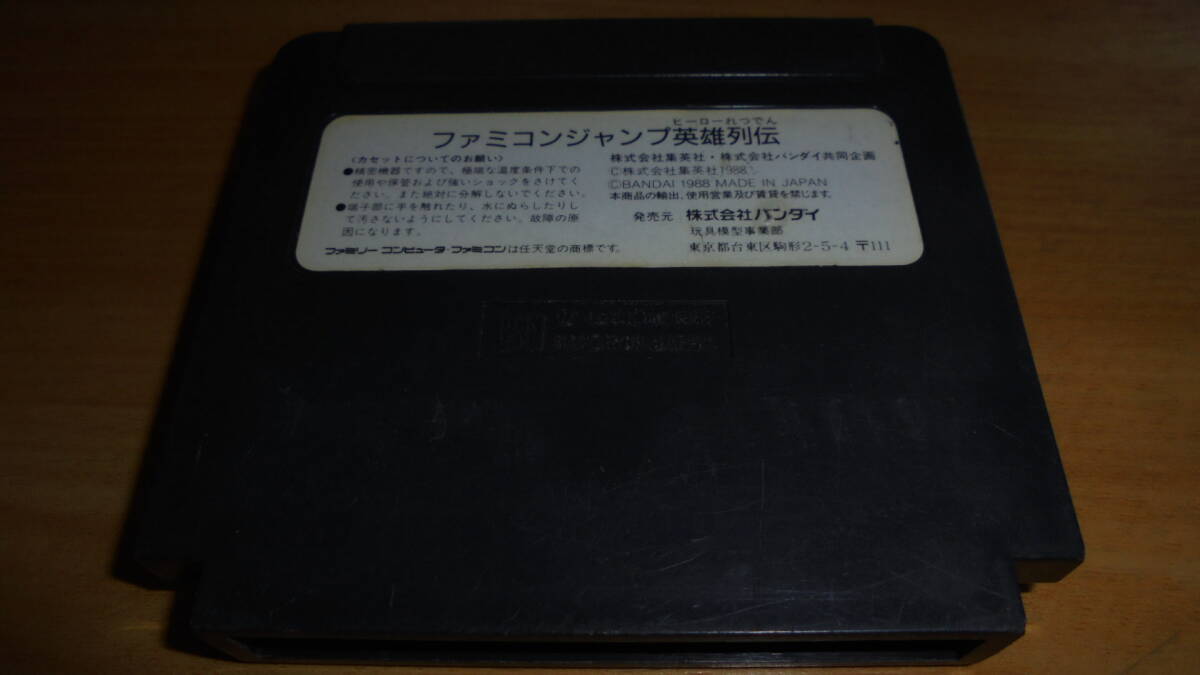 ヒーローれつでん
ファミコンジャンプ英雄列伝
〈カセットについてのお願い〉
●精密機器ですので、極端な温度条件下での
使用や保管および強いショックをさけてく
ださい。また絶対に分解しないでください。
●端子部に手を触れたり、水にぬらしたりし
て汚さないようにしてください。故障の原
因になります。
ファミリー コンピュータ・ファミコンは任天堂の商標です。
株式会社集英社・株式会社バンダイ共同企画
©株式会社集英社1988
©BANDAI 1988 MADE IN JAPAN
本商品の輸出、使用営業及び賃貸を禁じます。
発売元 株式会社バンダイ
玩具模型事業部
東京都台東区駒形2-5-4 〒111